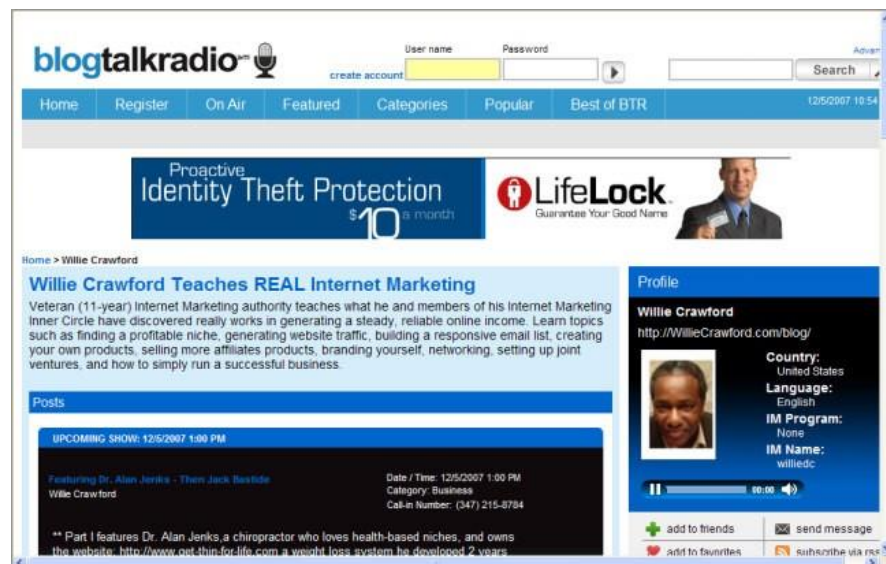 blogtalkradio
User name
Password
create account
Search
Home Register On Air Featured Categories Popular Best of BTR
12/5/2007 10:54
Proactive
Identity Theft Protection
$10 a month
LifeLock
Guarantee Your Good Name
Home > Willie Crawford
Willie Crawford Teaches REAL Internet Marketing
Veteran (11-year) Internet Marketing authority teaches what he and members of his Internet Marketing
Inner Circle have discovered really works in generating a steady, reliable online income. Learn topics
such as finding a profitable niche, generating website traffic, building a responsive email list, creating
your own products, selling more affiliates products, branding yourself, networking, setting up joint
ventures, and how to simply run a successful business.
Posts
UPCOMING SHOW: 12/5/2007 1:00 PM
Featuring Dr. Alan Jenks - Then Jack Bastide
Willie Crawford
Date / Time: 12/5/2007 1:00 PM
Category: Business
Call-in Number: (347) 215-8784
** Part I features Dr. Alan Jenks,a chiropractor who loves health-based niches, and owns
the website: http://www.get-thin-for-life.com a weight loss system he developed 2 years
Profile
Willie Crawford
http://WillieCrawford.com/blog/
Country:
United States
Language:
English
IM Program:
None
IM Name:
williedc
00:00
add to friends
send message
add to favorites
subscribe via rss